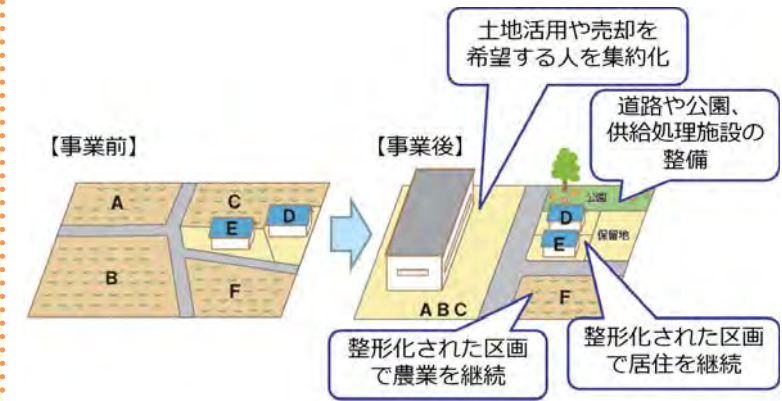 土地活用や売却を
希望する人を集約化
道路や公園、
供給処理施設の
整備
【事業前】
【事業後】
A
C
D
E
B
F
公園
D
保留地
E
F
A B C
整形化された区画
で農業を継続
整形化された区画
で居住を継続